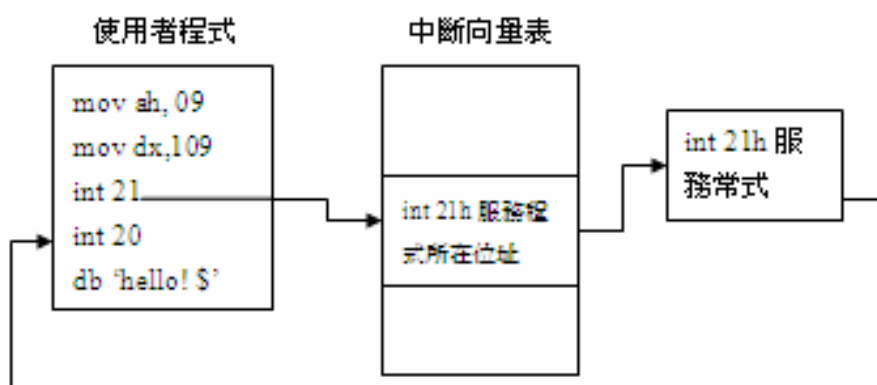 使用者程式
中斷向量表
mov ah, 09
mov dx,109
int 21
int 20
db ‘hello! $’
int 21h 服務程
式所在位址
int 21h 服
務常式